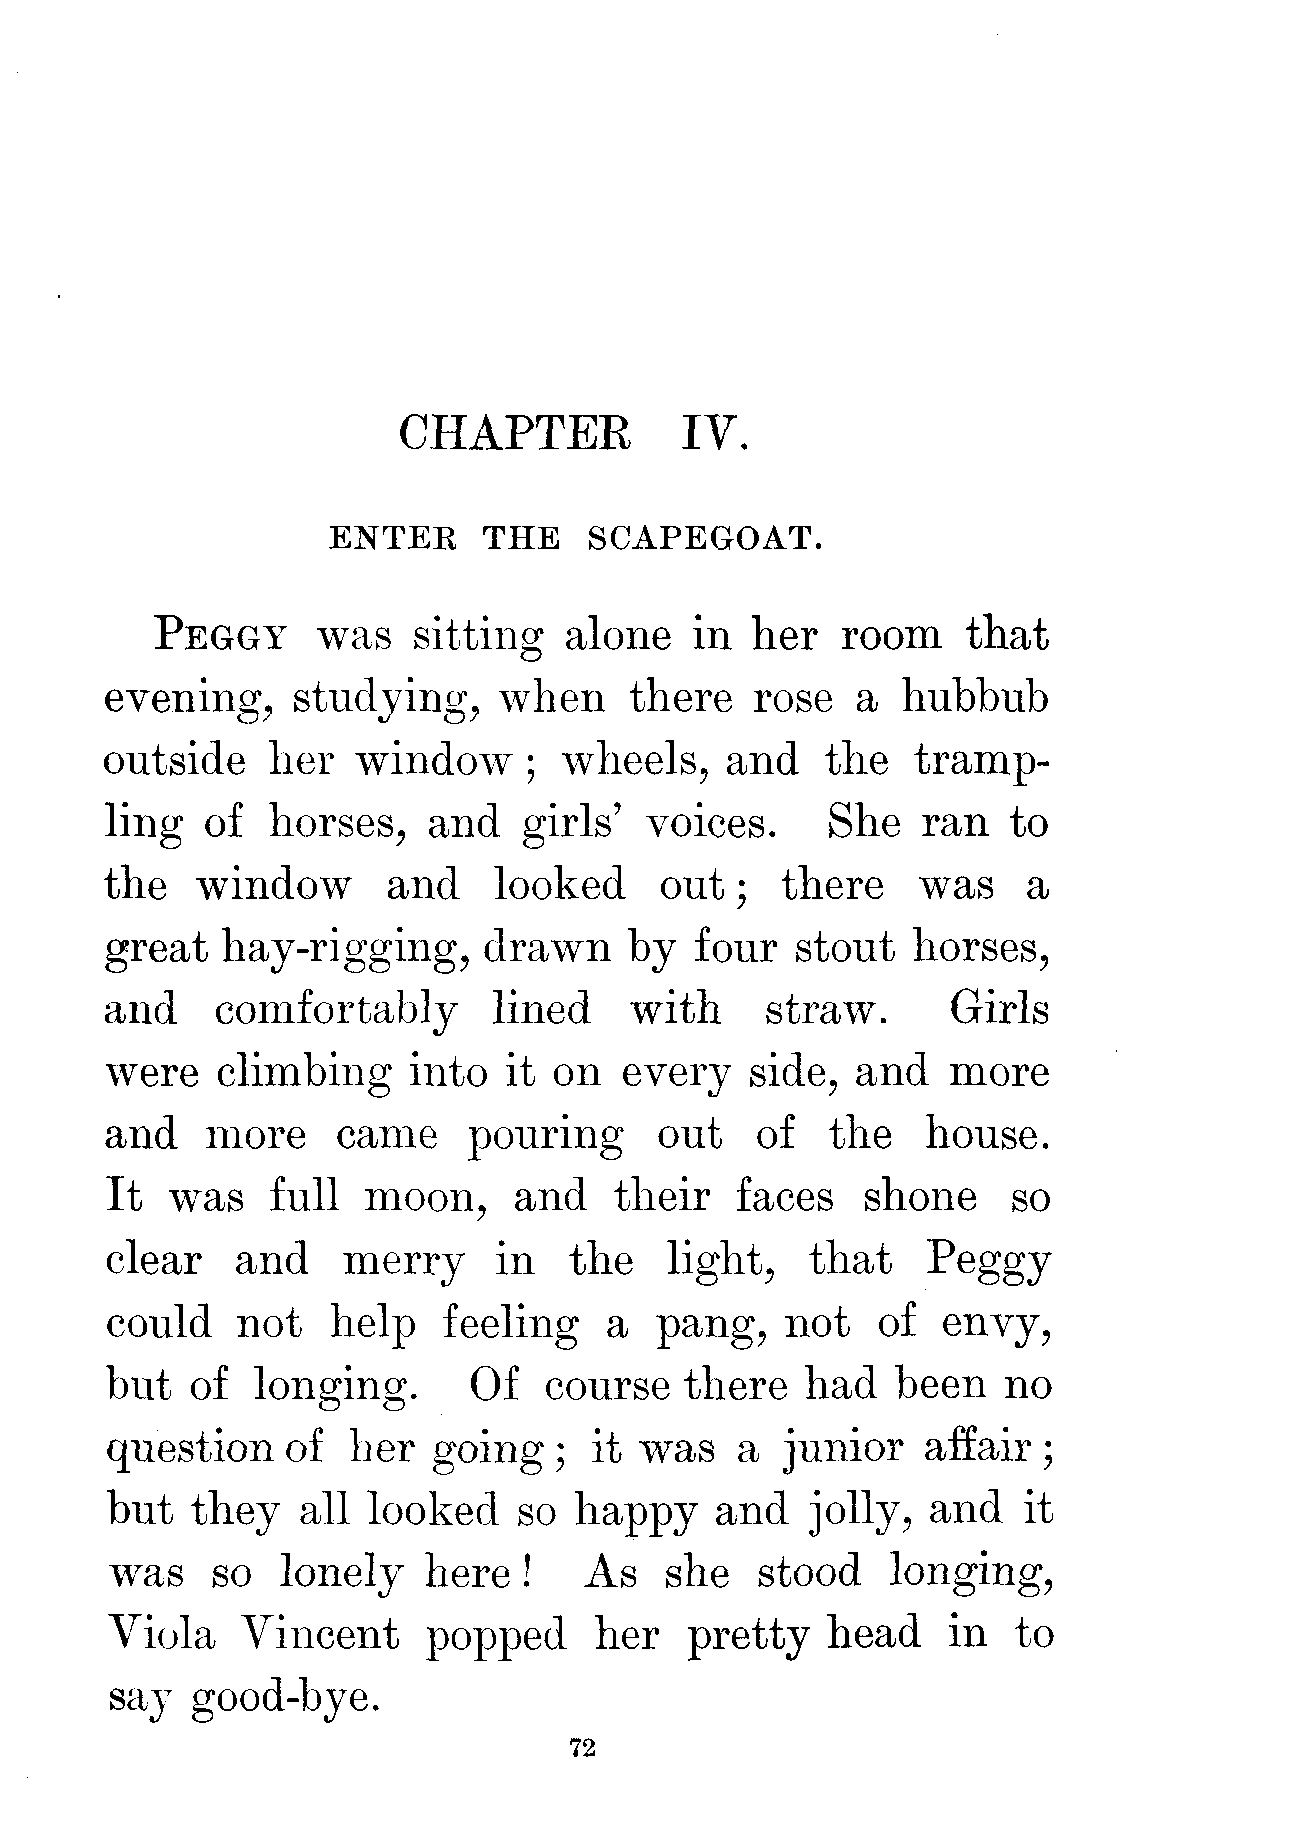 CHAPTER IV.
ENTER THE SCAPEGOAT.
PEGGY was sitting alone in her room that
evening, studying, when there rose a hubbub
outside her window ; wheels, and the tramp-
ling of horses, and girls' voices. She ran to
the window and looked out ; there was a
great hay-rigging, drawn by four stout horses,
and comfortably lined with straw. Girls
were climbing into it on every side, and more
and more came pouring out of the house.
It was full moon, and their faces shone so
clear and merry in the light, that Peggy
could not help feeling a pang, not of envy,
but of longing. Of course there had been no
question of her going ; it was a junior affair ;
but they all looked so happy and jolly, and it
was so lonely here ! As she stood longing,
Viola Vincent popped her pretty head in to
say good-bye.
72